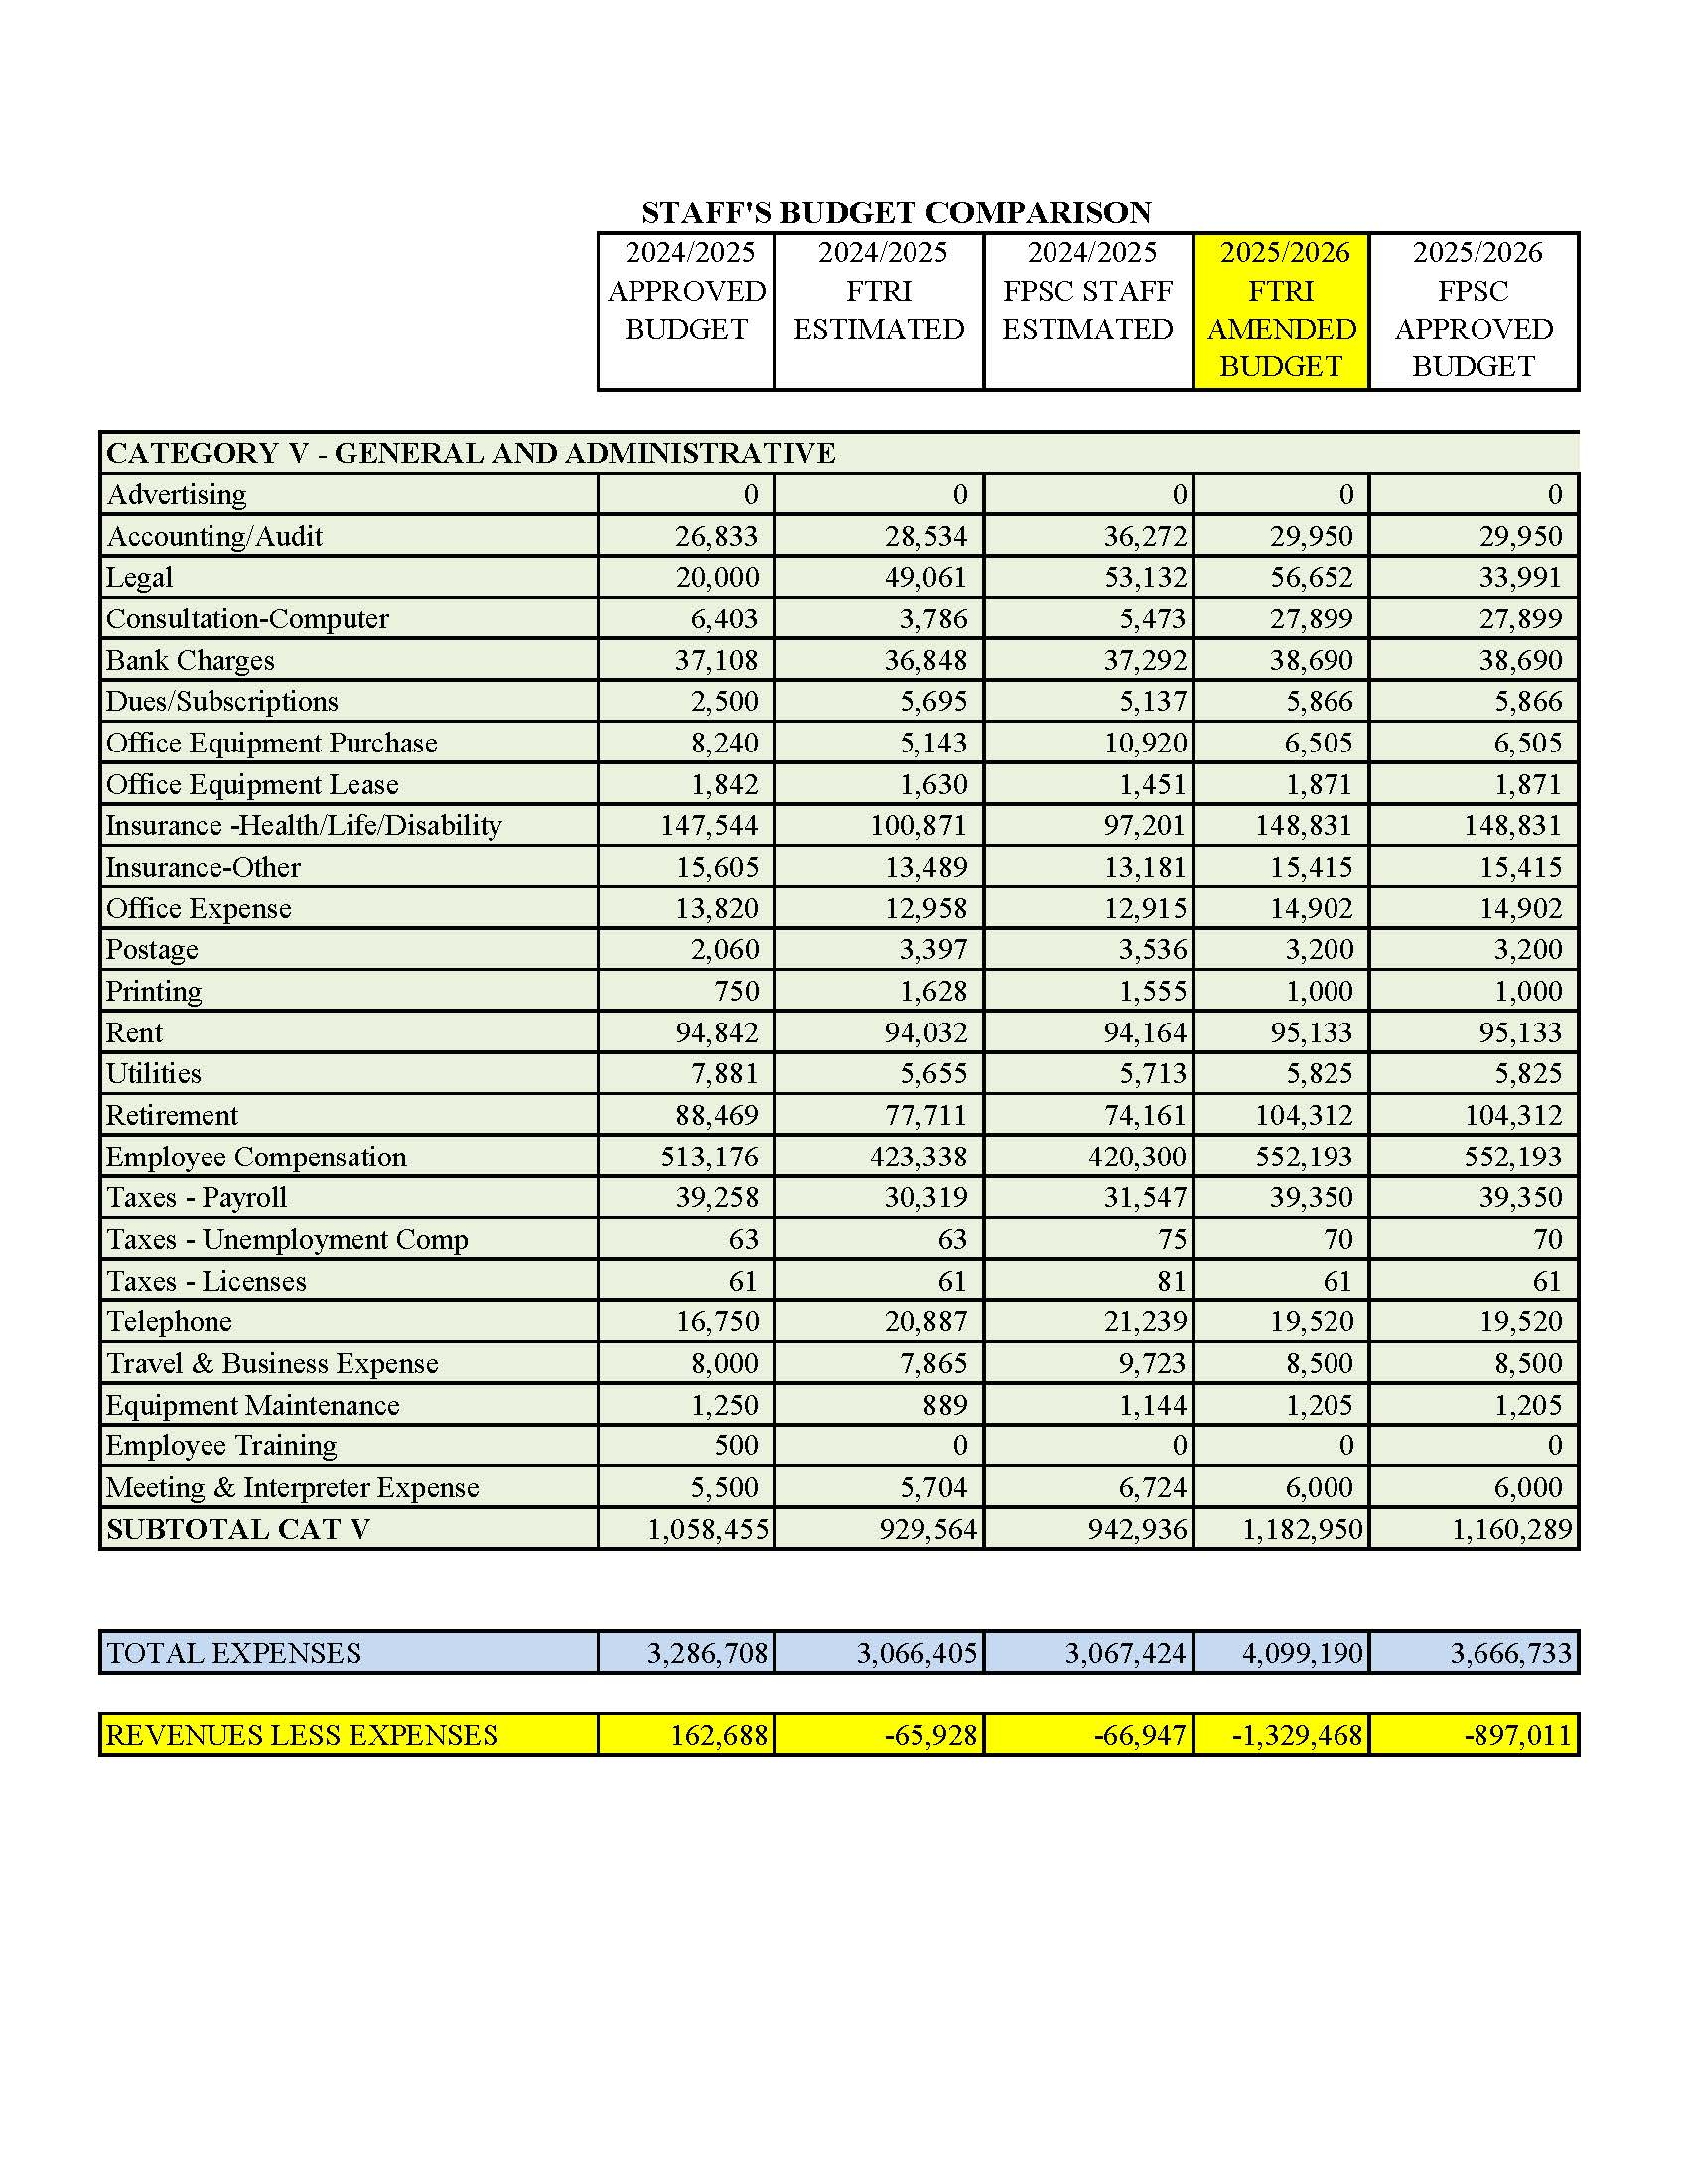 STAFF'S BUDGET COMPARISON
2024/2025 2024/2025 2024/2025 2025/2026 2025/2026
APPROVED FTRI FPSC STAFF FTRI FPSC
BUDGET ESTIMATED ESTIMATED AMENDED APPROVED
BUDGET BUDGET
CATEGORY V - GENERAL AND ADMINISTRATIVE
Advertising 0 0 0 0 0
Accounting/Audit 26,833 28,534 36,272 29,950 29,950
Legal 20,000 49,061 53,132 56,652 33,991
Consultation-Computer 6,403 3,786 5,473 27,899 27,899
Bank Charges 37,108 36,848 37,292 38,690 38,690
Dues/Subscriptions 2,500 5,695 5,137 5,866 5,866
Office Equipment Purchase 8,240 5,143 10,920 6,505 6,505
Office Equipment Lease 1,842 1,630 1,451 1,871 1,871
Insurance -Health/Life/Disability 147,544 100,871 97,201 148,831 148,831
Insurance-Other 15,605 13,489 13,181 15,415 15,415
Office Expense 13,820 12,958 12,915 14,902 14,902
Postage 2,060 3,397 3,536 3,200 3,200
Printing 750 1,628 1,555 1,000 1,000
Rent 94,842 94,032 94,164 95,133 95,133
Utilities 7,881 5,655 5,713 5,825 5,825
Retirement 88,469 77,711 74,161 104,312 104,312
Employee Compensation 513,176 423,338 420,300 552,193 552,193
Taxes - Payroll 39,258 30,319 31,547 39,350 39,350
Taxes - Unemployment Comp 63 63 75 70 70
Taxes - Licenses 61 61 81 61 61
Telephone 16,750 20,887 21,239 19,520 19,520
Travel & Business Expense 8,000 7,865 9,723 8,500 8,500
Equipment Maintenance 1,250 889 1,144 1,205 1,205
Employee Training 500 0 0 0 0
Meeting & Interpreter Expense 5,500 5,704 6,724 6,000 6,000
SUBTOTAL CAT V 1,058,455 929,564 942,936 1,182,950 1,160,289
TOTAL EXPENSES 3,286,708 3,066,405 3,067,424 4,099,190 3,666,733
REVENUES LESS EXPENSES 162,688 -65,928 -66,947 -1,329,468 -897,011